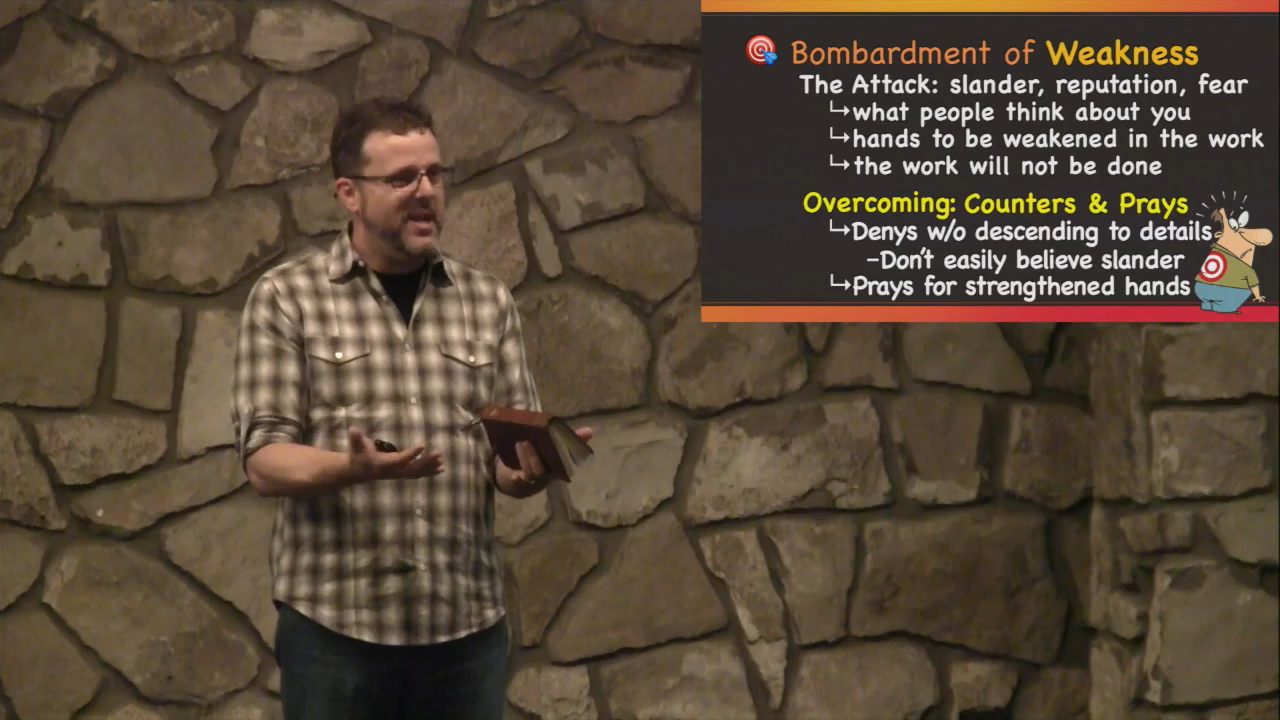 Bombardment of Weakness
The Attack: slander, reputation, fear
↳what people think about you
↳hands to be weakened in the work
↳the work will not be done
Overcoming: Counters & Prays
↳Denys w/o descending to details
-Don't easily believe slander
↳Prays for strengthened hands